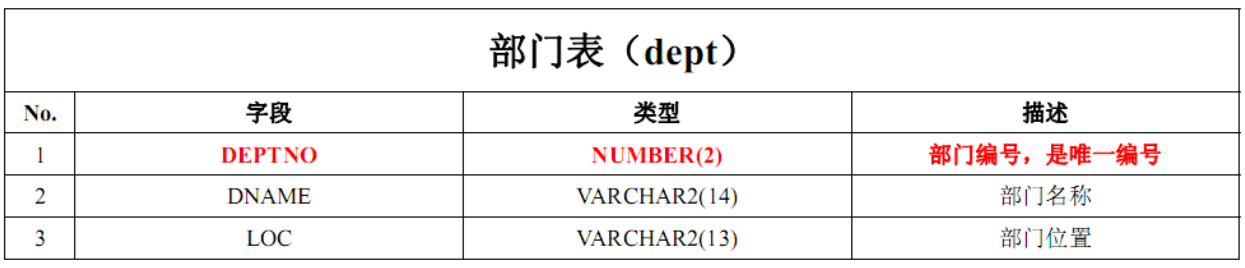 部门表（dept）
No. 字段 类型 描述
1 DEPTNO NUMBER(2) 部门编号，是唯一编号
2 DNAME VARCHAR2(14) 部门名称
3 LOC VARCHAR2(13) 部门位置